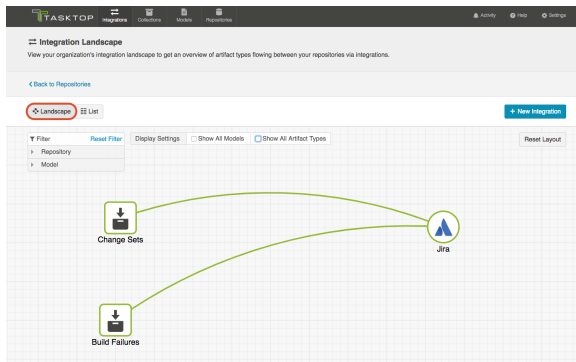 TASKTOP
Integrations
Collections
Models
Repositories
Activity
Help
Settings
Integration Landscape
View your organization's integration landscape to get an overview of artifact types flowing between your repositories via integrations.
Back to Repositories
Landscape
List
+ New Integration
Filter
Reset Filter
Display Settings
Show All Models
Show All Artifact Types
Reset Layout
Repository
Model
Change Sets
Jira
Build Failures